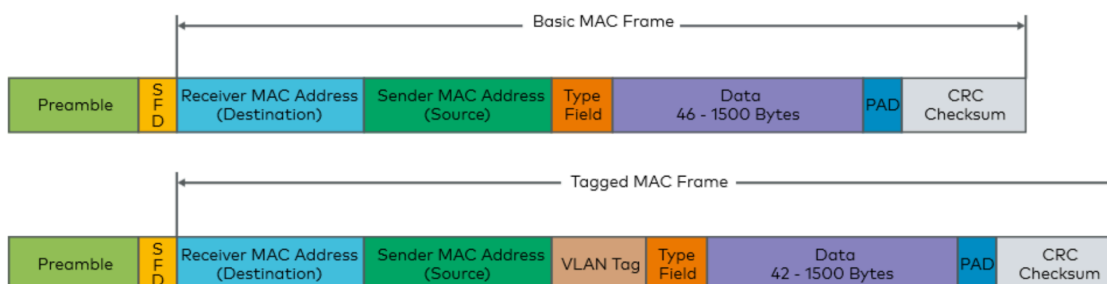 Basic MAC Frame
Preamble
S
F
D
Receiver MAC Address
(Destination)
Sender MAC Address
(Source)
Type
Field
Data
46 - 1500 Bytes
PAD
CRC
Checksum
Tagged MAC Frame
Preamble
S
F
D
Receiver MAC Address
(Destination)
Sender MAC Address
(Source)
VLAN Tag
Type
Field
Data
42 - 1500 Bytes
PAD
CRC
Checksum